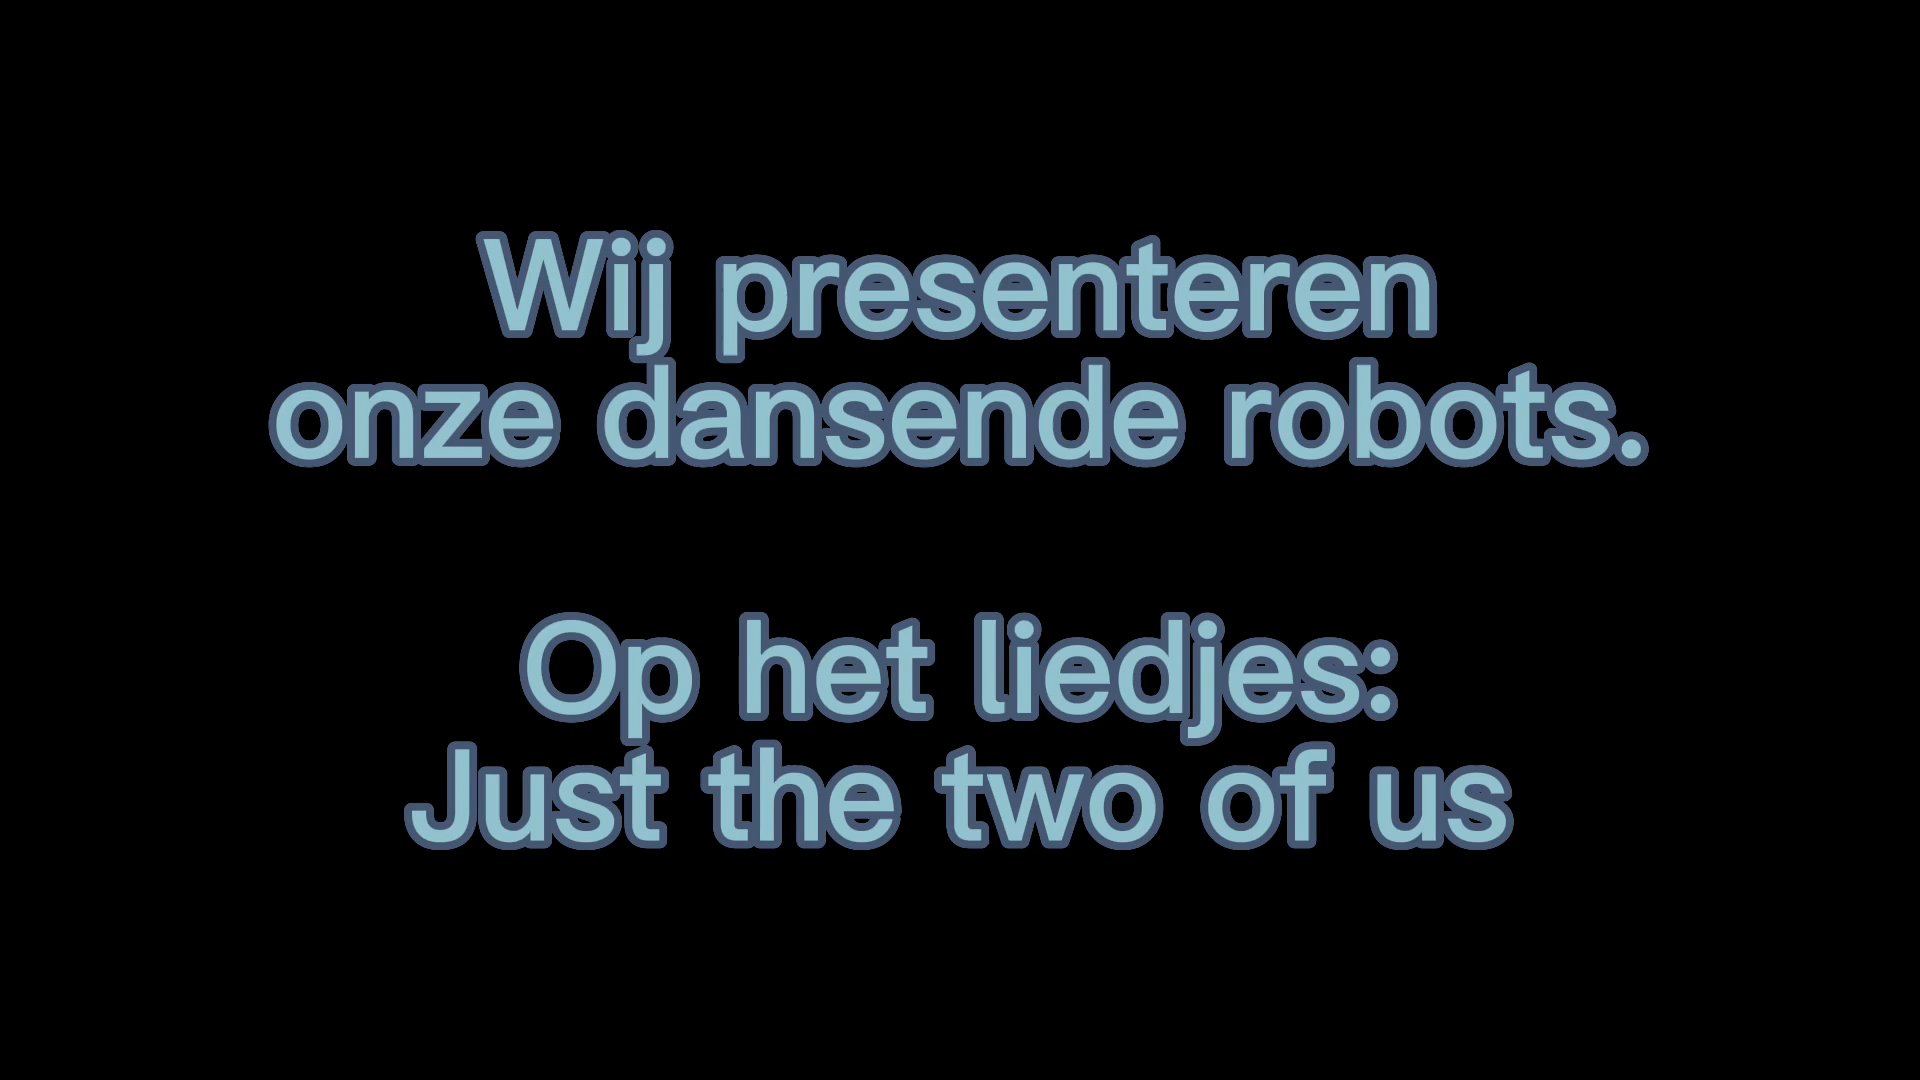 Wij presenteren
onze dansende robots.
Op het liedjes:
Just the two of us